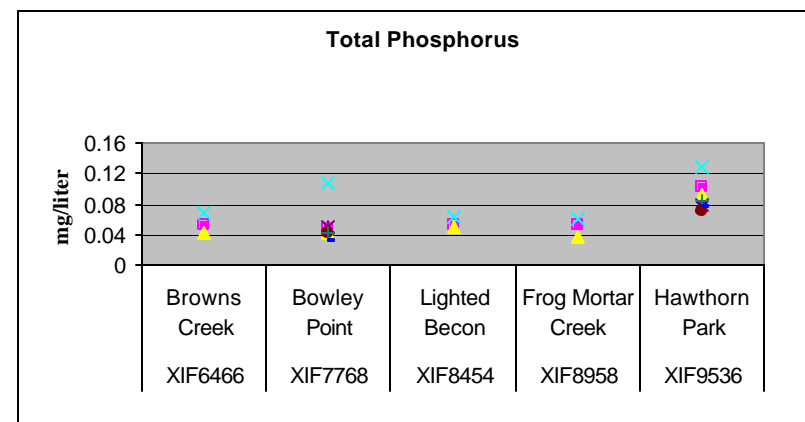 Total Phosphorus
mg/liter
0.16
0.12
0.08
0.04
0
Browns Bowley Lighted Frog Mortar Hawthorn
Creek Point Becon Creek Park
XIF6466 XIF7768 XIF8454 XIF8958 XIF9536